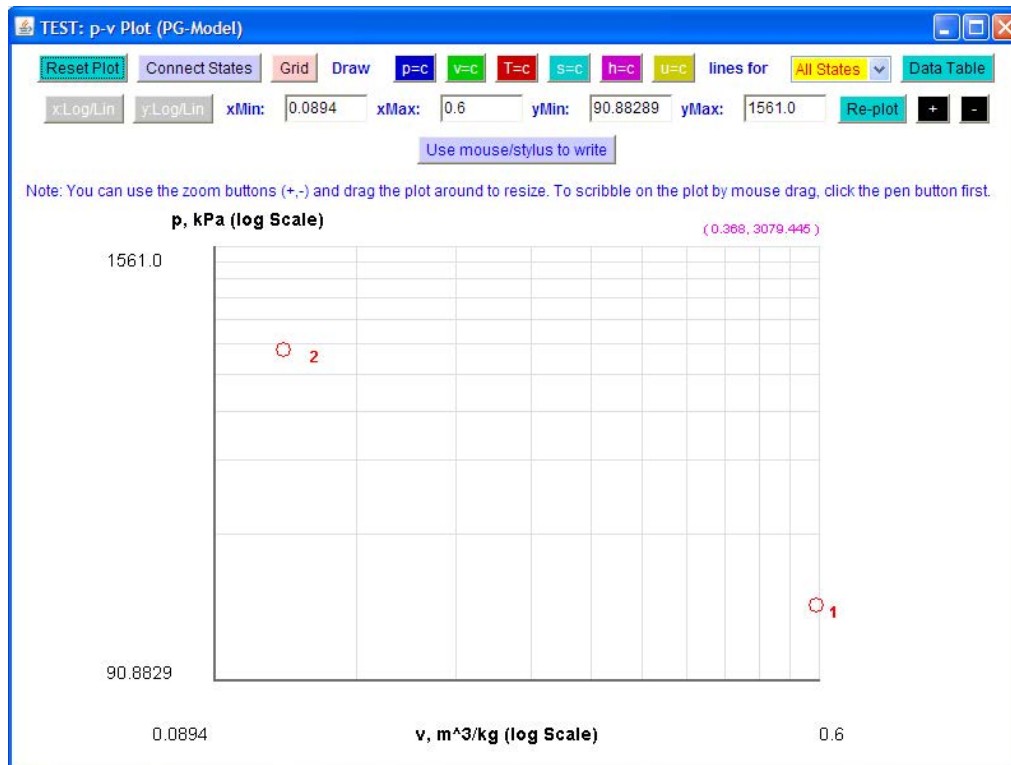 TEST: p-v Plot (PG-Model)
Reset Plot Connect States Grid Draw p=c v=c T=c s=c h=c u=c lines for All States Data Table
x:Log/Lin y:Log/Lin xMin: 0.0894 xMax: 0.6 yMin: 90.88289 yMax: 1561.0 Re-plot + -
Use mouse/stylus to write
Note: You can use the zoom buttons (+,-) and drag the plot around to resize. To scribble on the plot by mouse drag, click the pen button first.
p, kPa (log Scale)
( 0.368, 3079.445 )
1561.0
2
1
90.8829
0.0894 v, m^3/kg (log Scale) 0.6